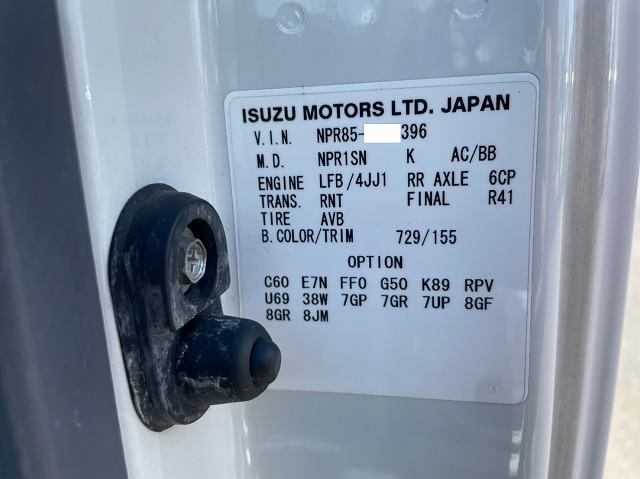 ISUZU MOTORS LTD. JAPAN
V.I.N. NPR85- 396
M.D. NPR1SN K AC/BB
ENGINE LFB/4JJ1 RR AXLE 6CP
TRANS. RNT FINAL R41
TIRE AVB
B.COLOR/TRIM 729/155
OPTION
C60 E7N FF0 G50 K89 RPV
U69 38W 7GP 7GR 7UP 8GF
8GR 8JM